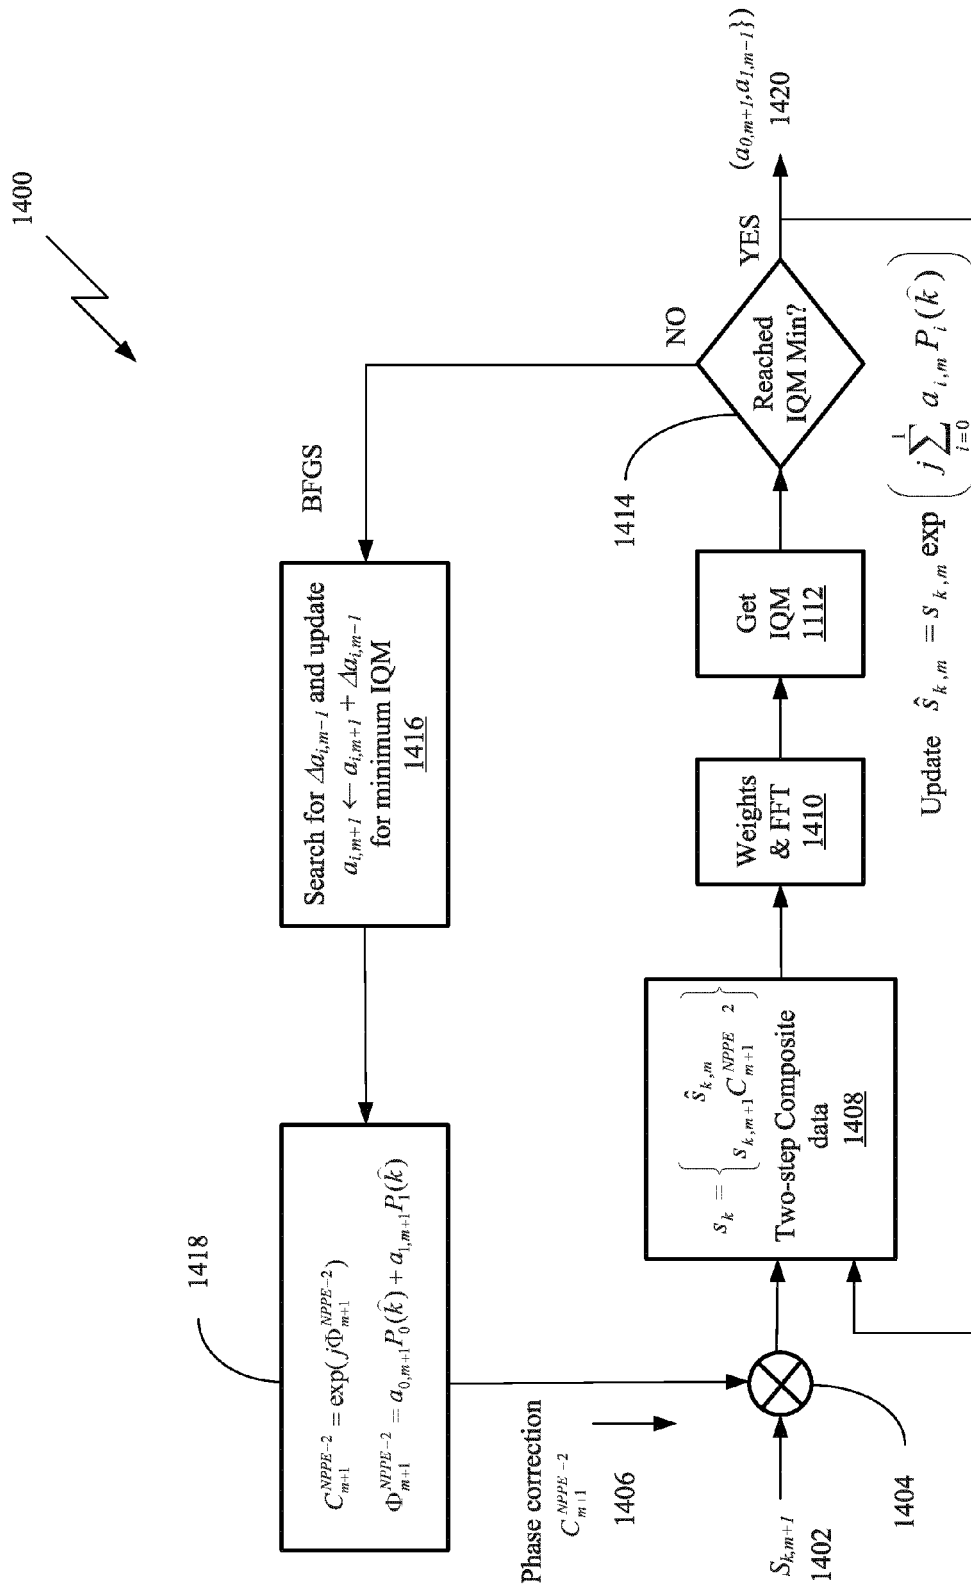 1400
1418
C_{m+1}^{NPPE-2} = exp(jΦ_{m+1}^{NPPE-2})
Φ_{m+1}^{NPPE-2} = a_{0,m+1}P_0(k̂) + a_{1,m+1}P_1(k̂)
Search for Δa_{i,m-1} and update
a_{i,m+1} ← a_{i,m+1} + Δa_{i,m-1}
for minimum IQM
1416
BFGS
NO
Phase correction
C_{m+1}^{NPPE-2}
1406
S_{k,m+1}
1402
1404
s_k = { ŝ_{k,m}
s_{k,m+1}C_{m+1}^{NPPE 2} }
Two-step Composite
data
1408
Weights
& FFT
1410
Get
IQM
1112
1414
Reached
IQM Min?
YES
(a_{0,m+1},a_{1,m-1}})
1420
Update ŝ_{k,m} = s_{k,m} exp( j ∑_{i=0}^{1} a_{i,m} P_i(k̂) )